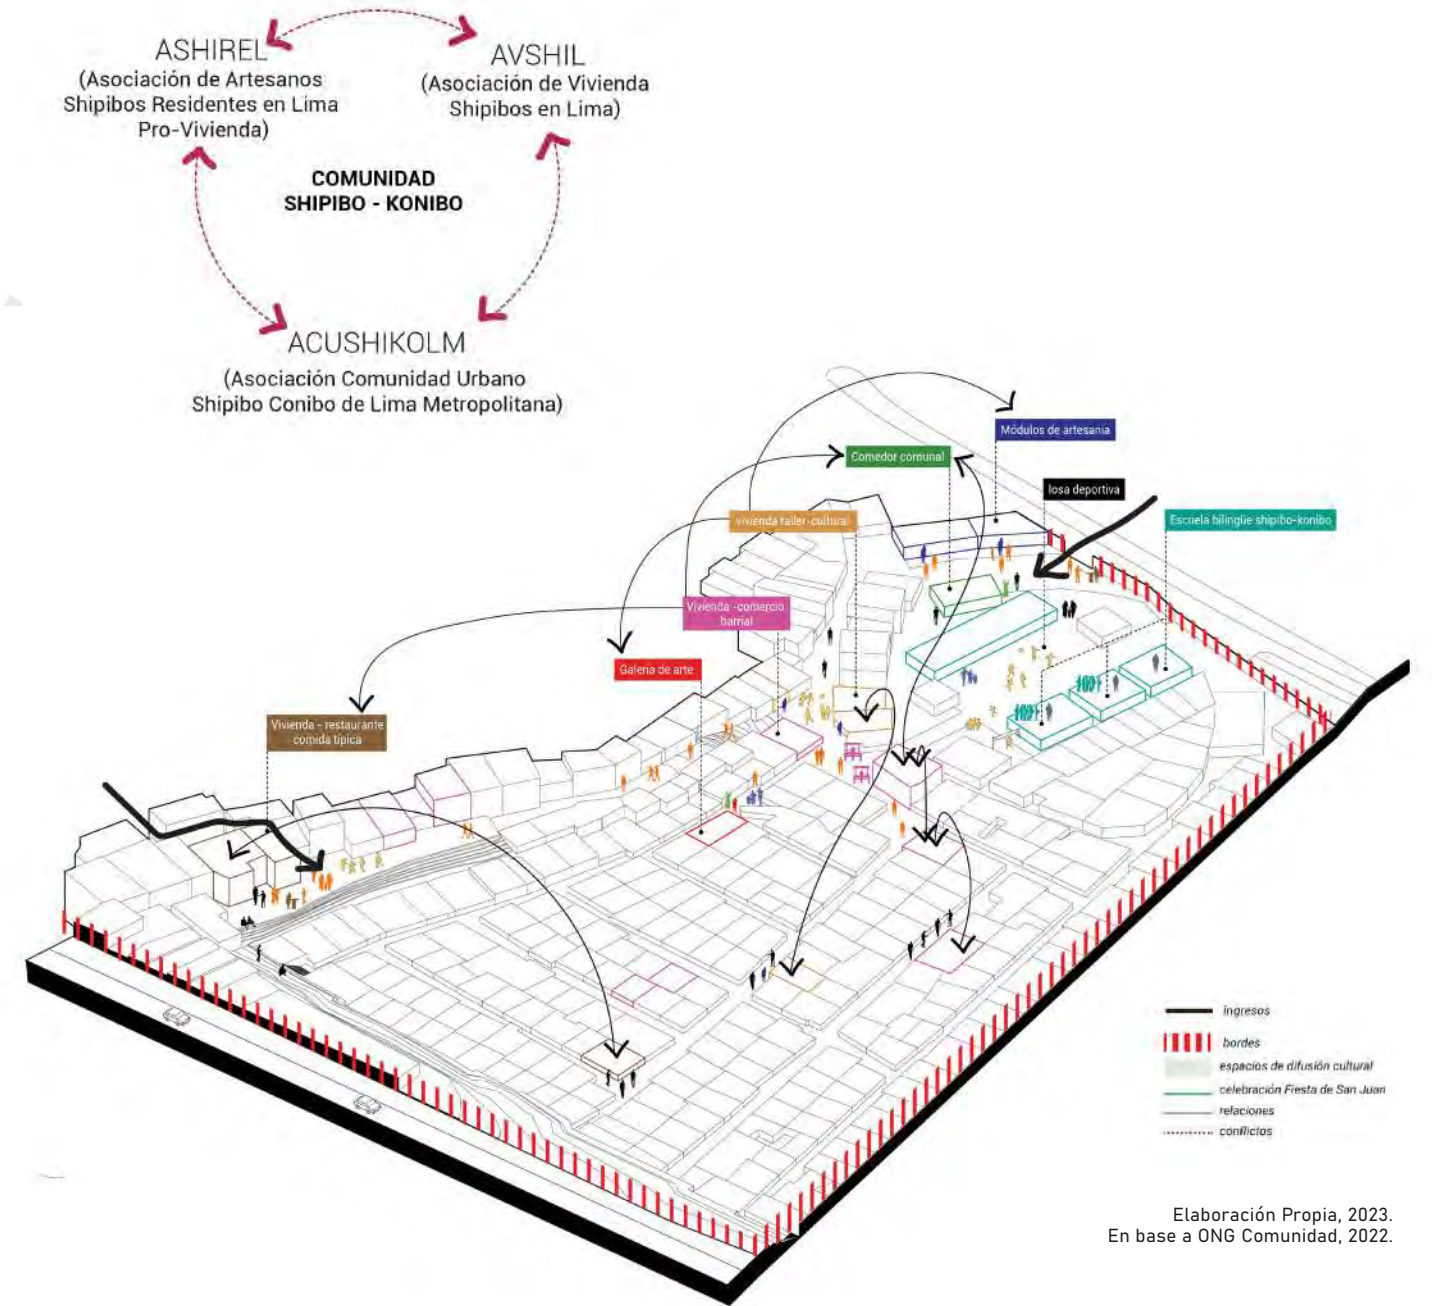 ASHIREL
(Asociación de Artesanos
Shipibos Residentes en Lima
Pro-Vivienda)
AVSHIL
(Asociación de Vivienda
Shipibos en Lima)
COMUNIDAD
SHIPIBO - KONIBO
ACUSHIKOLM
(Asociación Comunidad Urbano
Shipibo Conibo de Lima Metropolitana)
Módulos de artesanía
Comedor comunal
losa deportiva
vivienda taller-cultural
Escuela bilingüe shipibo-konibo
Vivienda -comercio
barrial
Galería de arte
Vivienda - restaurante
comida típica
ingresos
bordes
espacios de difusión cultural
celebración Fiesta de San Juan
relaciones
conflictos
Elaboración Propia, 2023.
En base a ONG Comunidad, 2022.